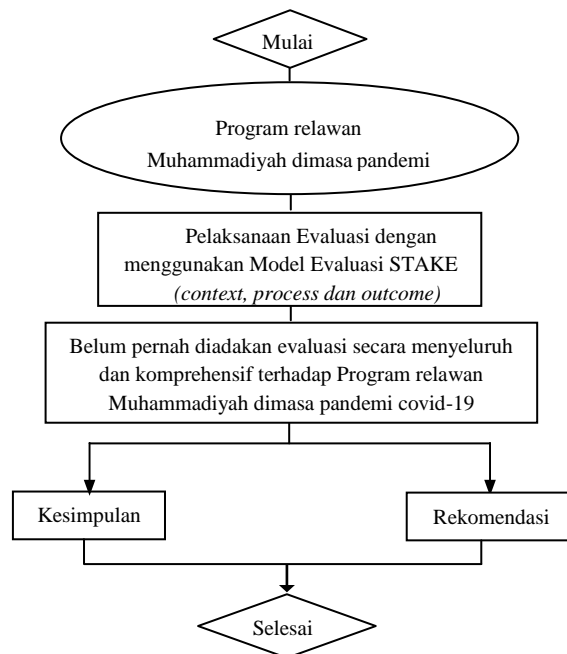 Mulai
Program relawan
Muhammadiyah dimasa pandemi
Pelaksanaan Evaluasi dengan
menggunakan Model Evaluasi STAKE
(context, process dan outcome)
Belum pernah diadakan evaluasi secara menyeluruh
dan komprehensif terhadap Program relawan
Muhammadiyah dimasa pandemi covid-19
Kesimpulan
Rekomendasi
Selesai